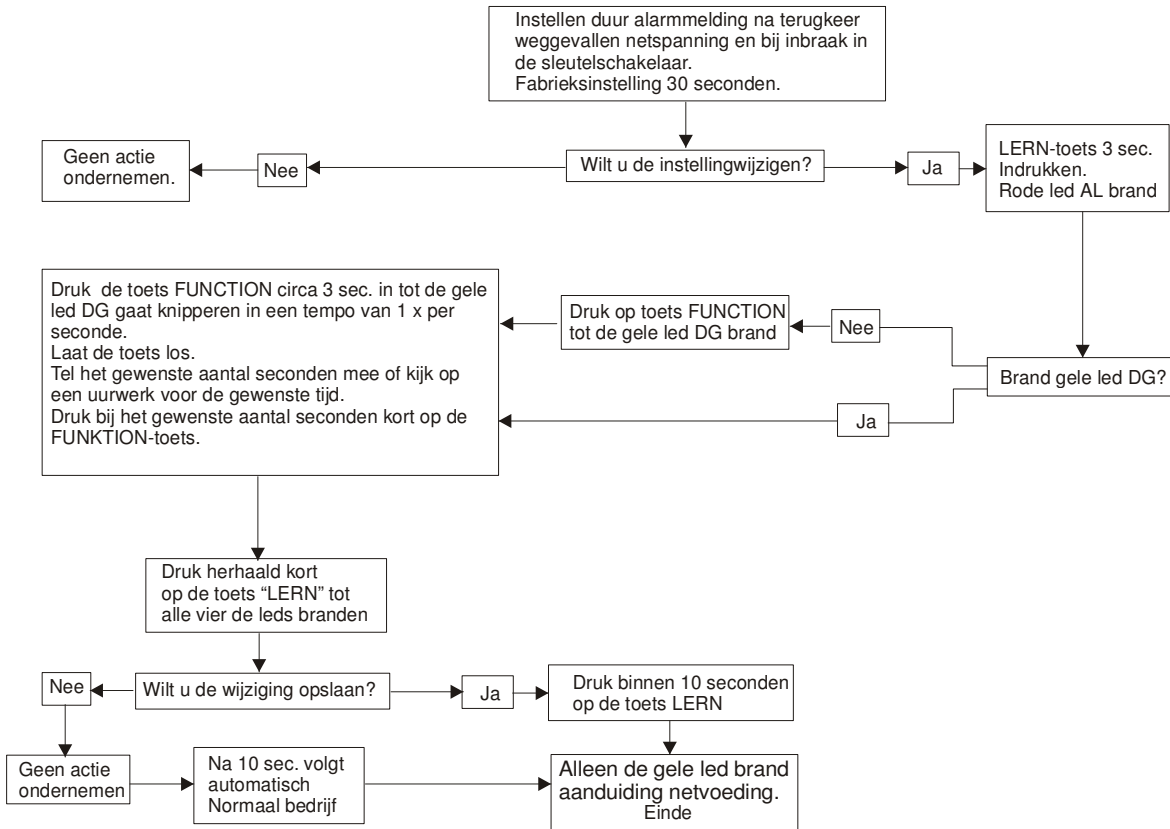 Instellen duur alarmmelding na terugkeer
weggevallen netspanning en bij inbraak in
de sleutelschakelaar.
Fabrieksinstelling 30 seconden.
Geen actie
ondernemen.
Nee
Wilt u de instellingwijzigen?
Ja
LERN-toets 3 sec.
Indrukken.
Rode led AL brand
Druk de toets FUNCTION circa 3 sec. in tot de gele
led DG gaat knipperen in een tempo van 1 x per
seconde.
Laat de toets los.
Tel het gewenste aantal seconden mee of kijk op
een uurwerk voor de gewenste tijd.
Druk bij het gewenste aantal seconden kort op de
FUNKTION-toets.
Druk op toets FUNCTION
tot de gele led DG brand
Nee
Brand gele led DG?
Ja
Druk herhaald kort
op de toets “LERN” tot
alle vier de leds branden
Nee
Wilt u de wijziging opslaan?
Ja
Druk binnen 10 seconden
op de toets LERN
Geen actie
ondernemen
Na 10 sec. volgt
automatisch
Normaal bedrijf
Alleen de gele led brand
aanduiding netvoeding.
Einde